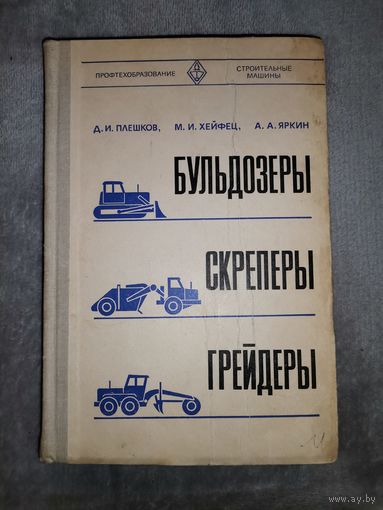 ПРОФТЕХОБРАЗОВАНИЕ
СТРОИТЕЛЬНЫЕ МАШИНЫ
Д. И. ПЛЕШКОВ, М. И. ХЕЙФЕЦ, А. А. ЯРКИН
БУЛЬДОЗЕРЫ
СКРЕПЕРЫ
ГРЕЙДЕРЫ
www.ay.by